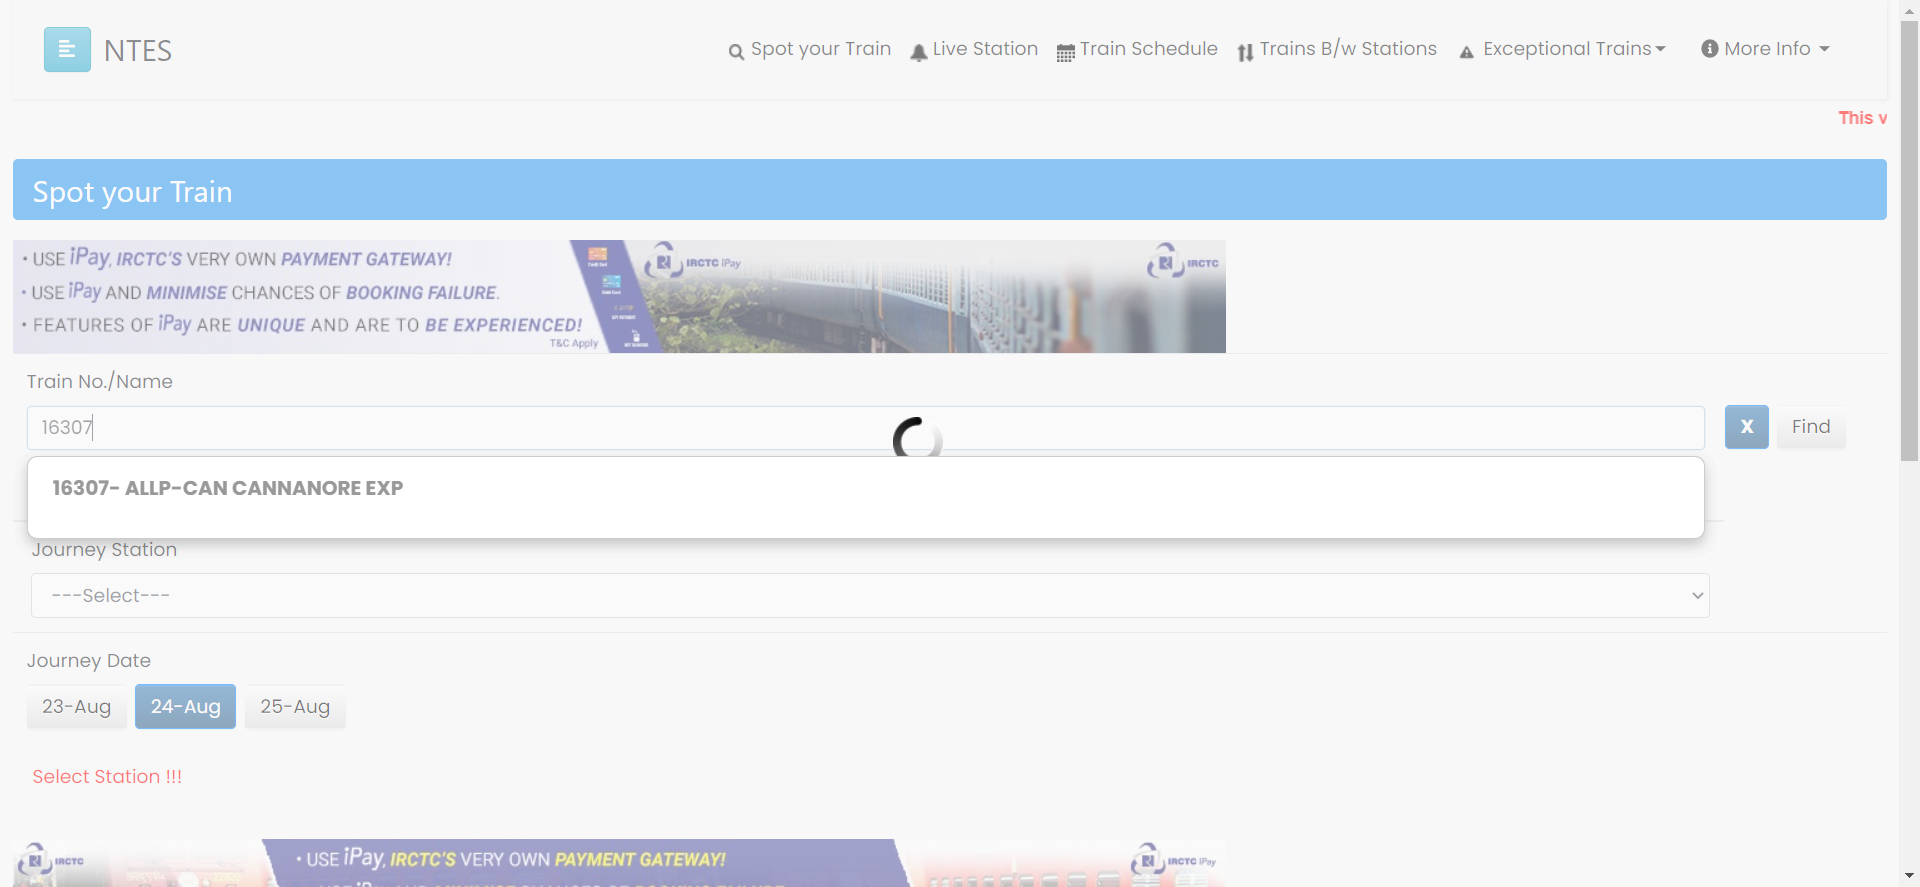 NTES
Spot your Train
Live Station
Train Schedule
Trains B/w Stations
Exceptional Trains
More Info
This v
Spot your Train
• USE iPay, IRCTC'S VERY OWN PAYMENT GATEWAY!
• USE iPay AND MINIMISE CHANCES OF BOOKING FAILURE.
• FEATURES OF iPay ARE UNIQUE AND ARE TO BE EXPERIENCED!
T&C Apply
IRCTC iPay
IRCTC
Train No./Name
16307
X
Find
16307- ALLP-CAN CANNANORE EXP
Journey Station
---Select---
Journey Date
23-Aug
24-Aug
25-Aug
Select Station !!!
IRCTC
• USE iPay, IRCTC'S VERY OWN PAYMENT GATEWAY!
IRCTC iPay